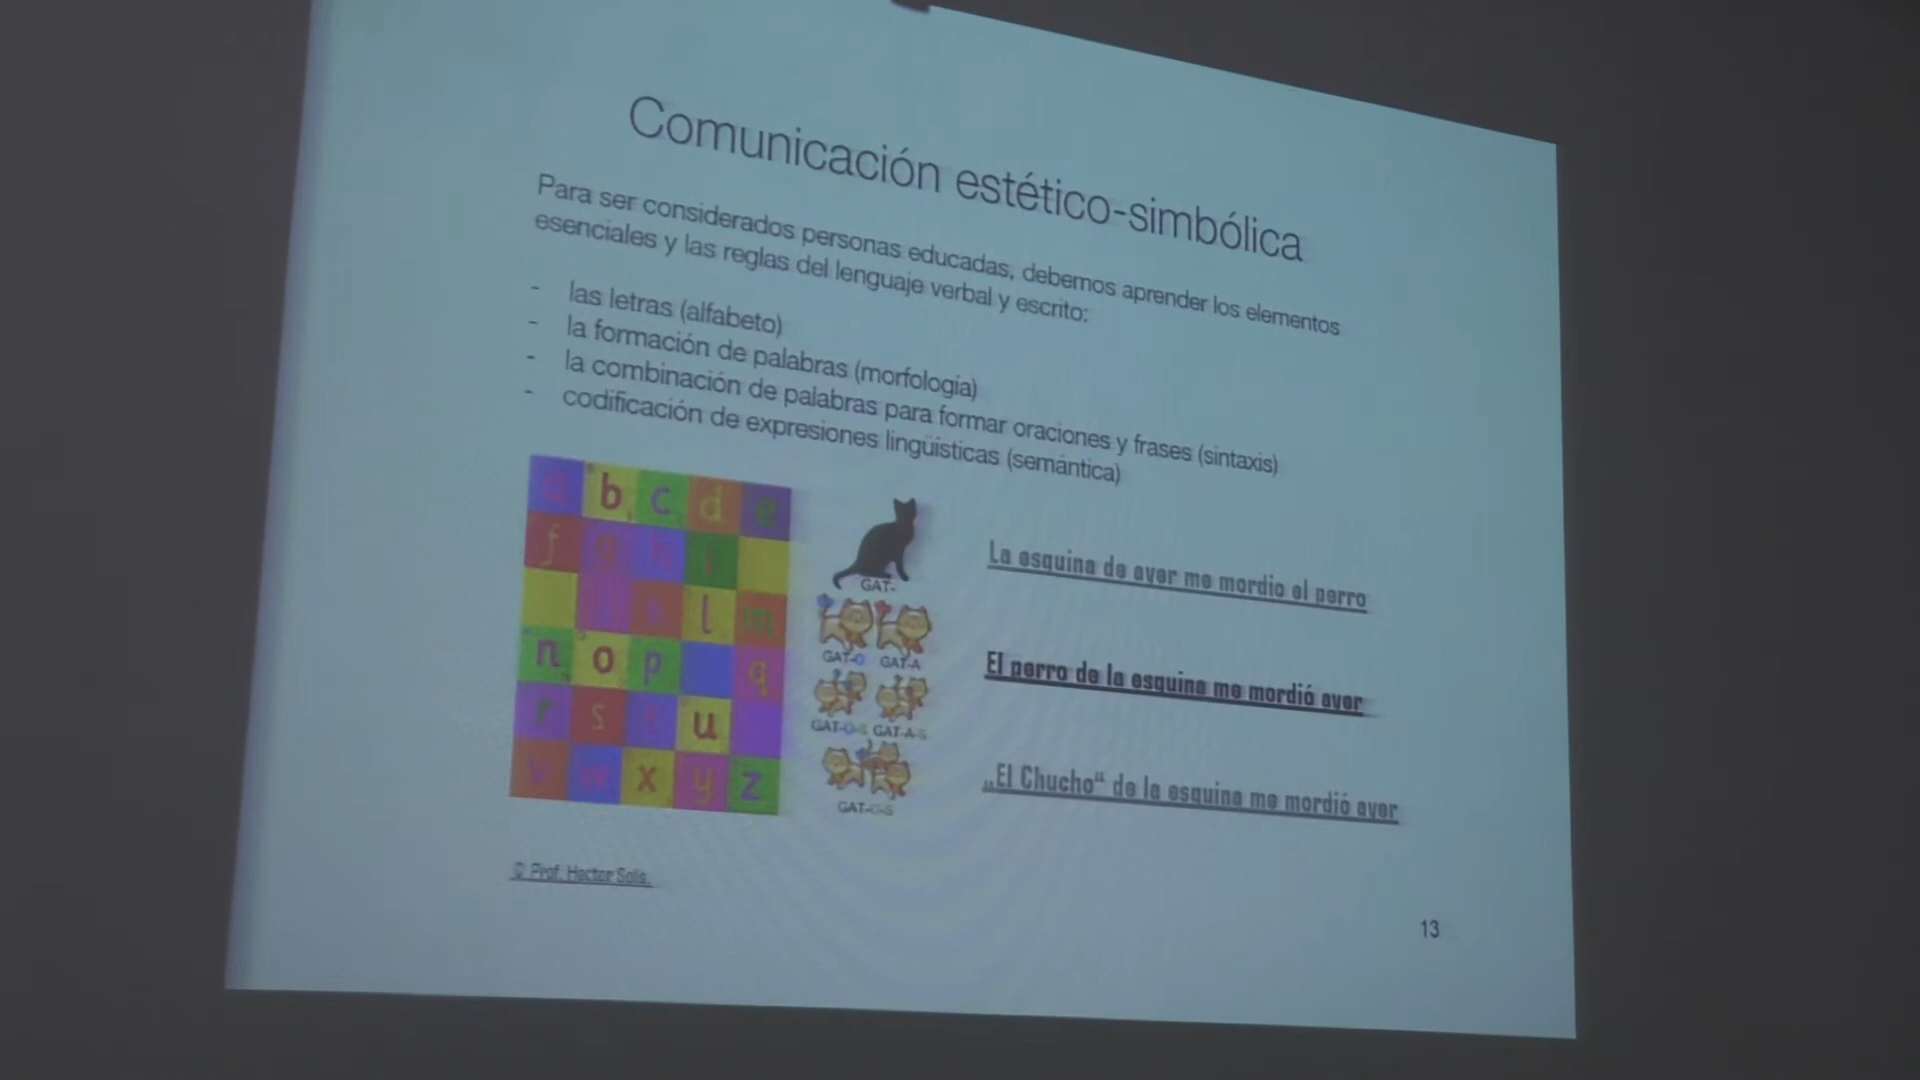 Comunicación estético-simbólica
Para ser considerados personas educadas, debemos aprender los elementos
esenciales y las reglas del lenguaje verbal y escrito:
- las letras (alfabeto)
- la formación de palabras (morfología)
- la combinación de palabras para formar oraciones y frases (sintaxis)
- codificación de expresiones lingüísticas (semántica)
a b c d e
f g h i
j k l m
n o p q
r s t u
v w x y z
GAT-
GAT-O GAT-A
GAT-O-S GAT-A-S
GAT-O-S
La esquina de ayer me mordio el perro
El perro de la esquina me mordió ayer
„El Chucho“ de la esquina me mordió ayer
© Prof. Hector Solis.
13